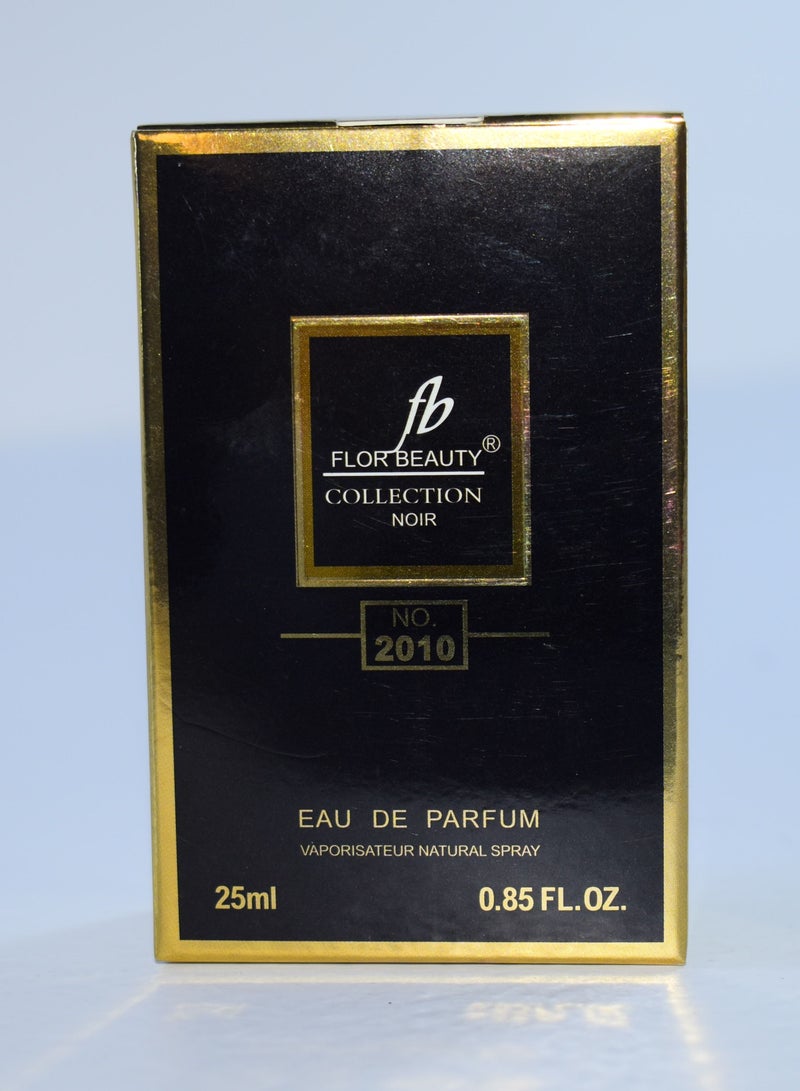 fb
FLOR BEAUTY®
COLLECTION
NOIR
NO.
2010
EAU DE PARFUM
VAPORISATEUR NATURAL SPRAY
25ml 0.85 FL.OZ.